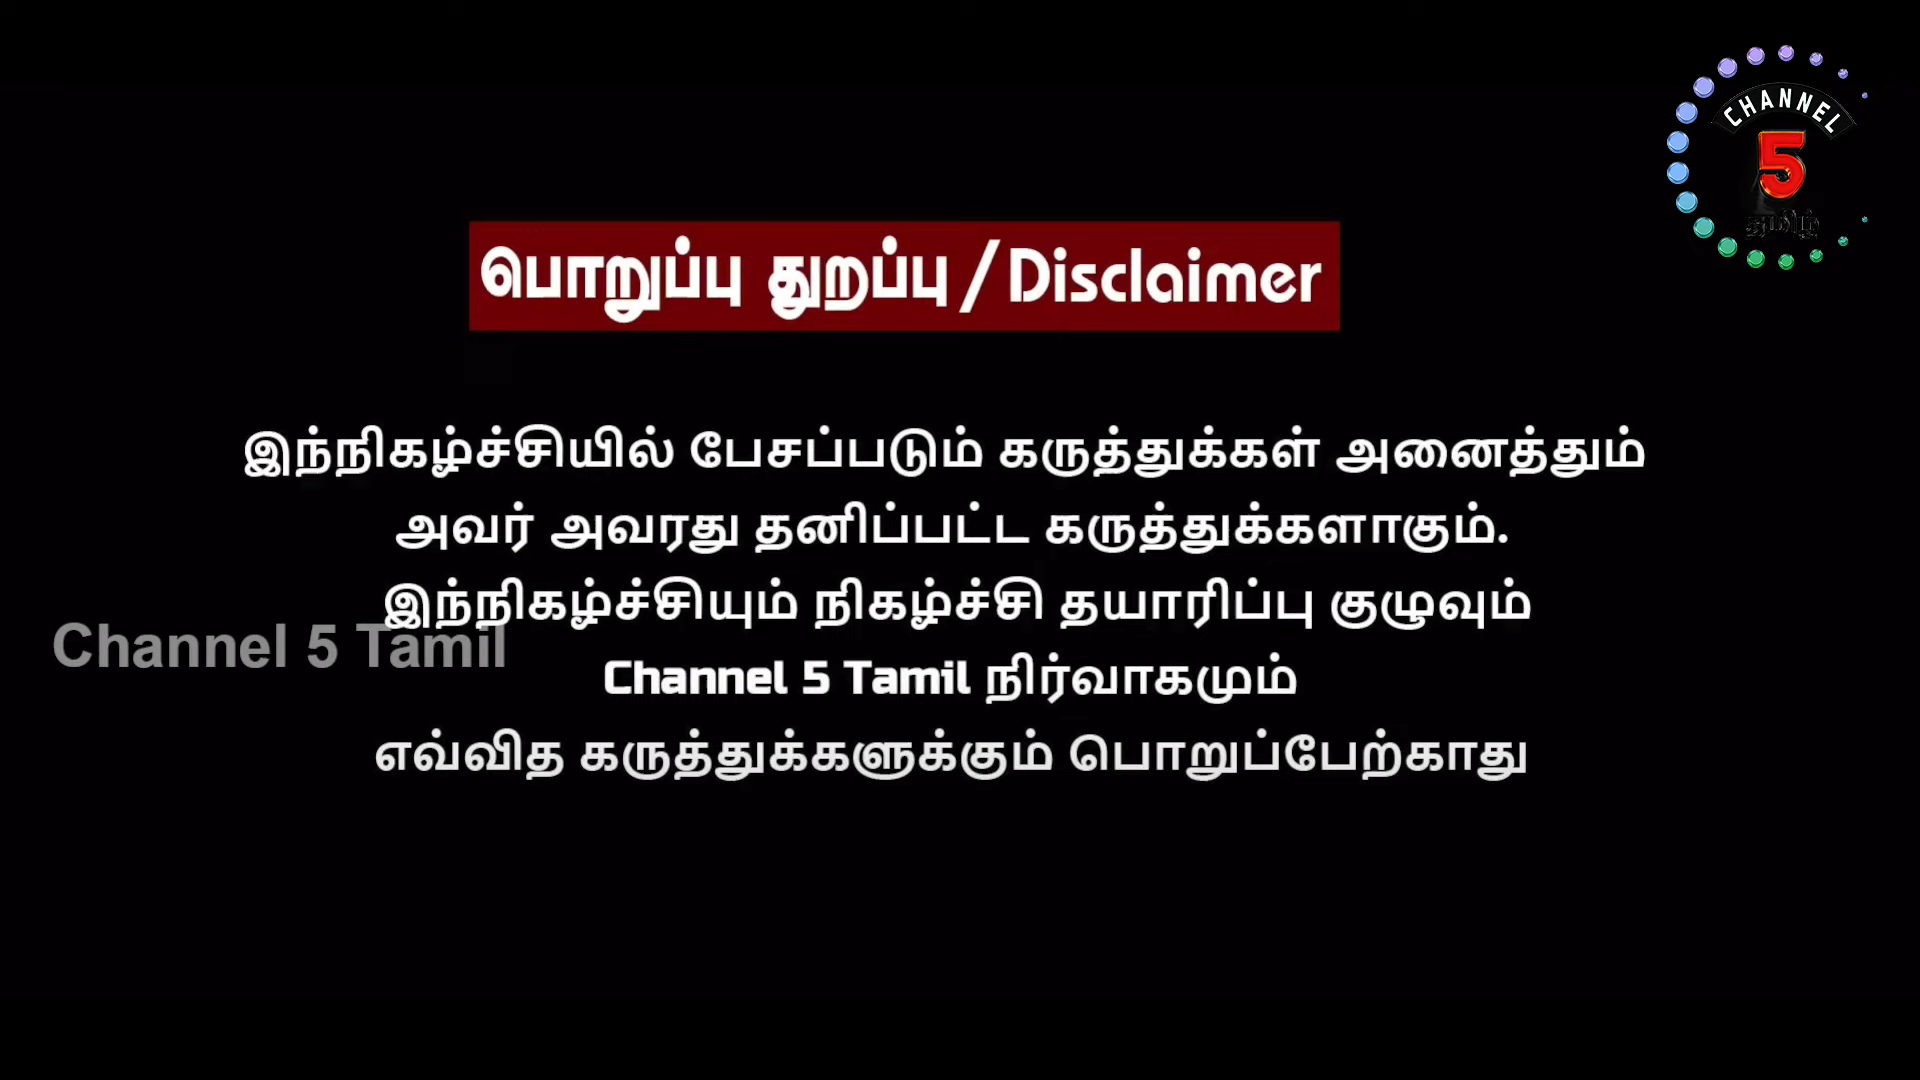 CHANNEL
5
தமிழ்
பொறுப்பு துறப்பு / Disclaimer
இந்நிகழ்ச்சியில் பேசப்படும் கருத்துக்கள் அனைத்தும்
அவர் அவரது தனிப்பட்ட கருத்துக்களாகும்.
இந்நிகழ்ச்சியும் நிகழ்ச்சி தயாரிப்பு குழுவும்
Channel 5 Tamil
Channel 5 Tamil நிர்வாகமும்
எவ்வித கருத்துக்களுக்கும் பொறுப்பேற்காது